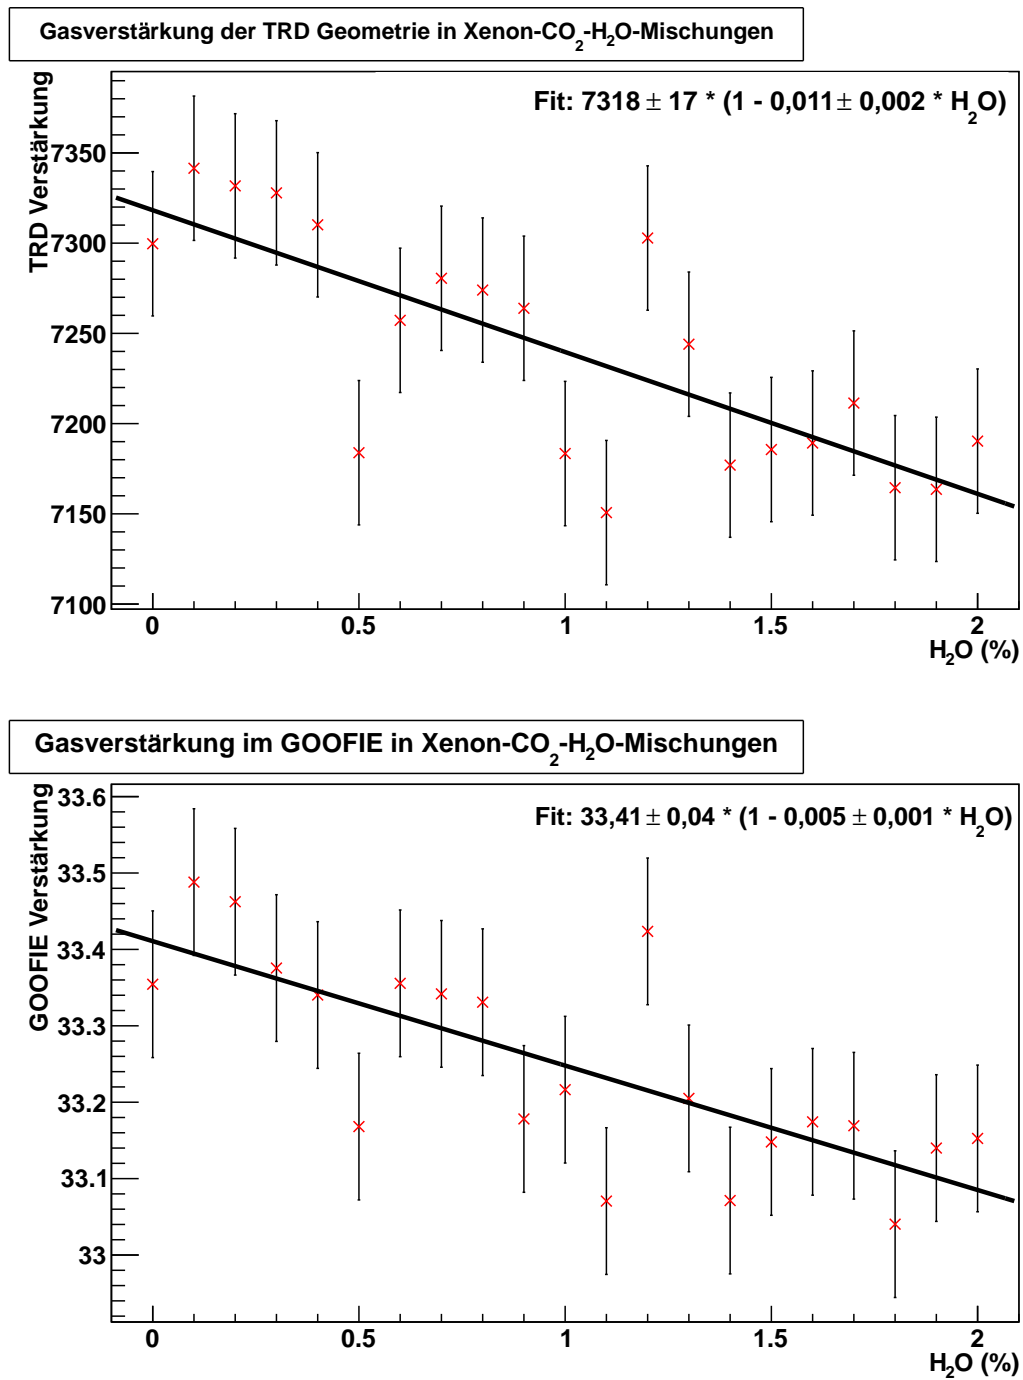 Gasverstärkung der TRD Geometrie in Xenon-CO2-H2O-Mischungen
TRD Verstärkung
Fit: 7318 ± 17 * (1 - 0,011 ± 0,002 * H2O)
7350
7300
7250
7200
7150
7100
0 0.5 1 1.5 2
H2O (%)
Gasverstärkung im GOOFIE in Xenon-CO2-H2O-Mischungen
GOOFIE Verstärkung
Fit: 33,41 ± 0,04 * (1 - 0,005 ± 0,001 * H2O)
33.6
33.5
33.4
33.3
33.2
33.1
33
0 0.5 1 1.5 2
H2O (%)